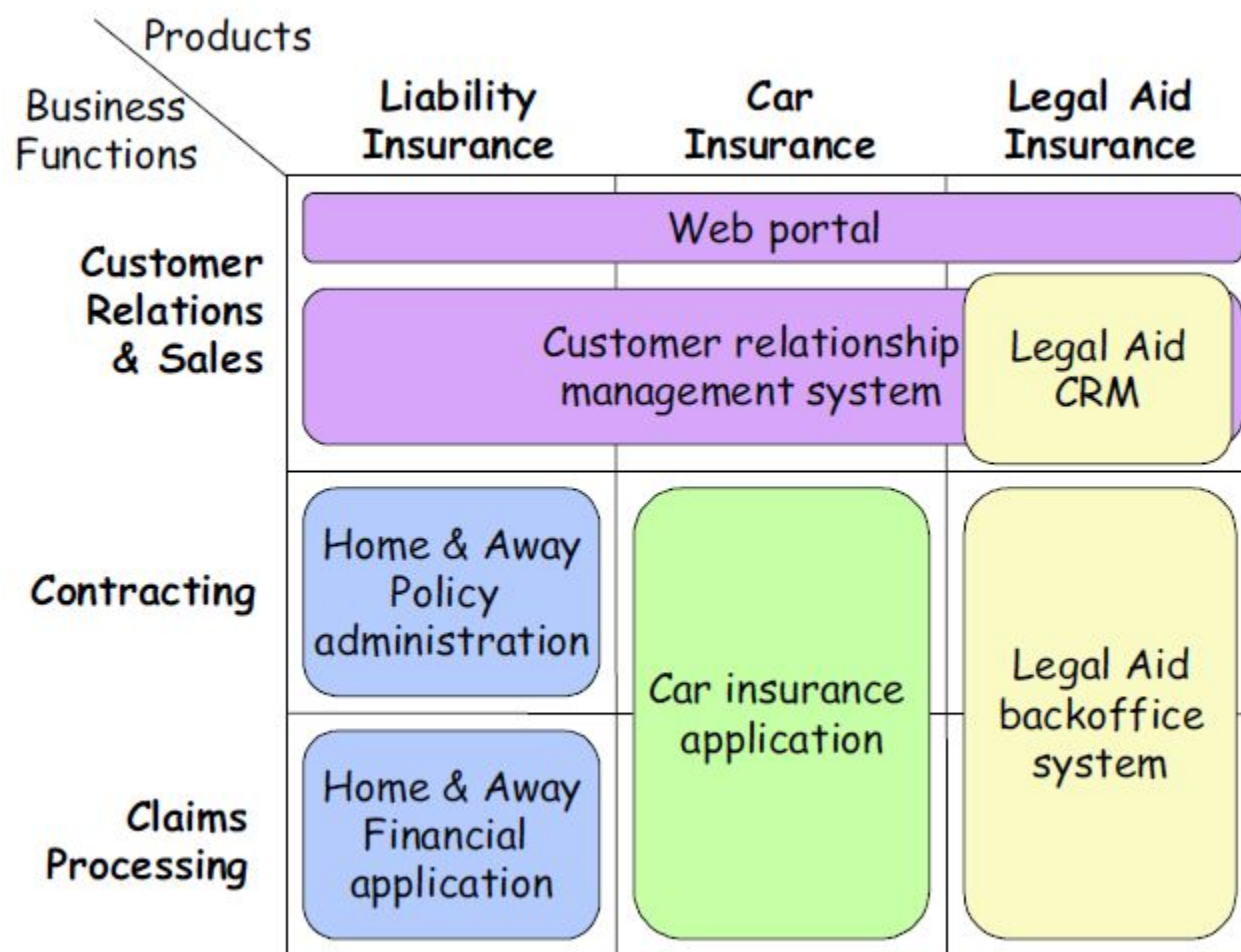 Products
Business
Functions
Liability
Insurance
Car
Insurance
Legal Aid
Insurance
Customer
Relations
& Sales
Web portal
Customer relationship
management system
Legal Aid
CRM
Contracting
Home & Away
Policy
administration
Car insurance
application
Legal Aid
backoffice
system
Claims
Processing
Home & Away
Financial
application